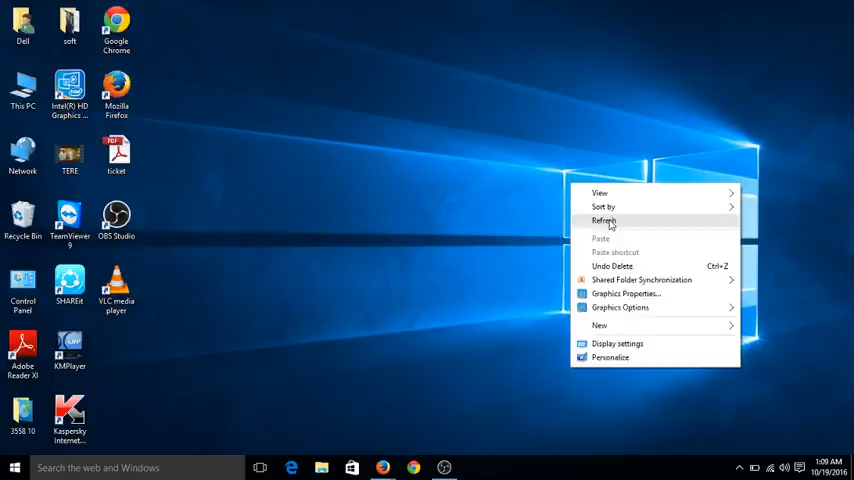 Dell
soft
Google
Chrome
This PC
Intel(R) HD
Graphics ...
Mozilla
Firefox
Network
TERE
PDF
ticket
Recycle Bin
TeamViewer
9
OBS Studio
Control
Panel
SHAREit
VLC media
player
Adobe
Reader XI
KMP
KMPlayer
3558 10
Kaspersky
Internet...
View
Sort by
Refresh
Paste
Paste shortcut
Undo Delete Ctrl+Z
Shared Folder Synchronization
Graphics Properties...
Graphics Options
New
Display settings
Personalize
Search the web and Windows
1:09 AM
10/19/2016